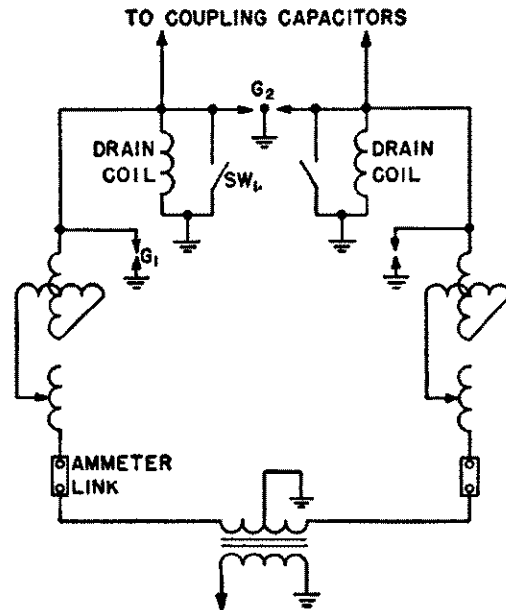 TO COUPLING CAPACITORS
G2
DRAIN COIL
SW1
DRAIN COIL
G1
AMMETER LINK